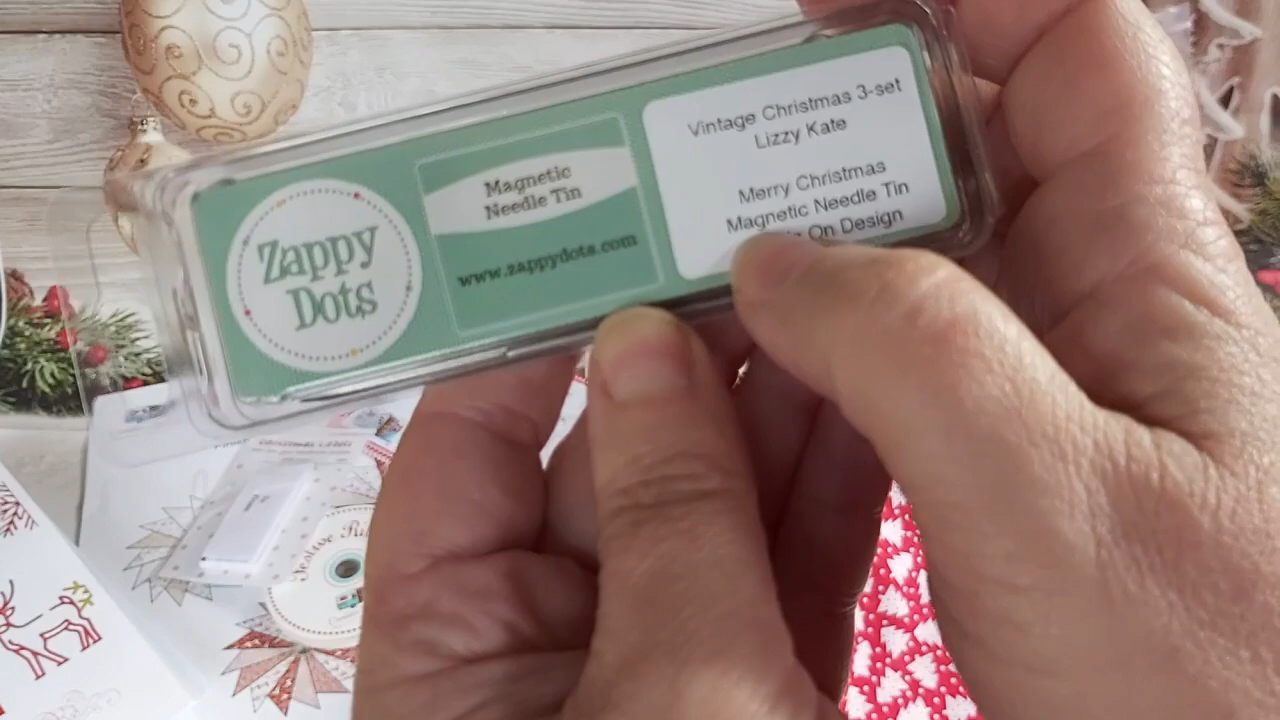 Zappy
Dots
Magnetic
Needle Tin
www.zappydots.com
Vintage Christmas 3-set
Lizzy Kate
Merry Christmas
Magnetic Needle Tin
On Design